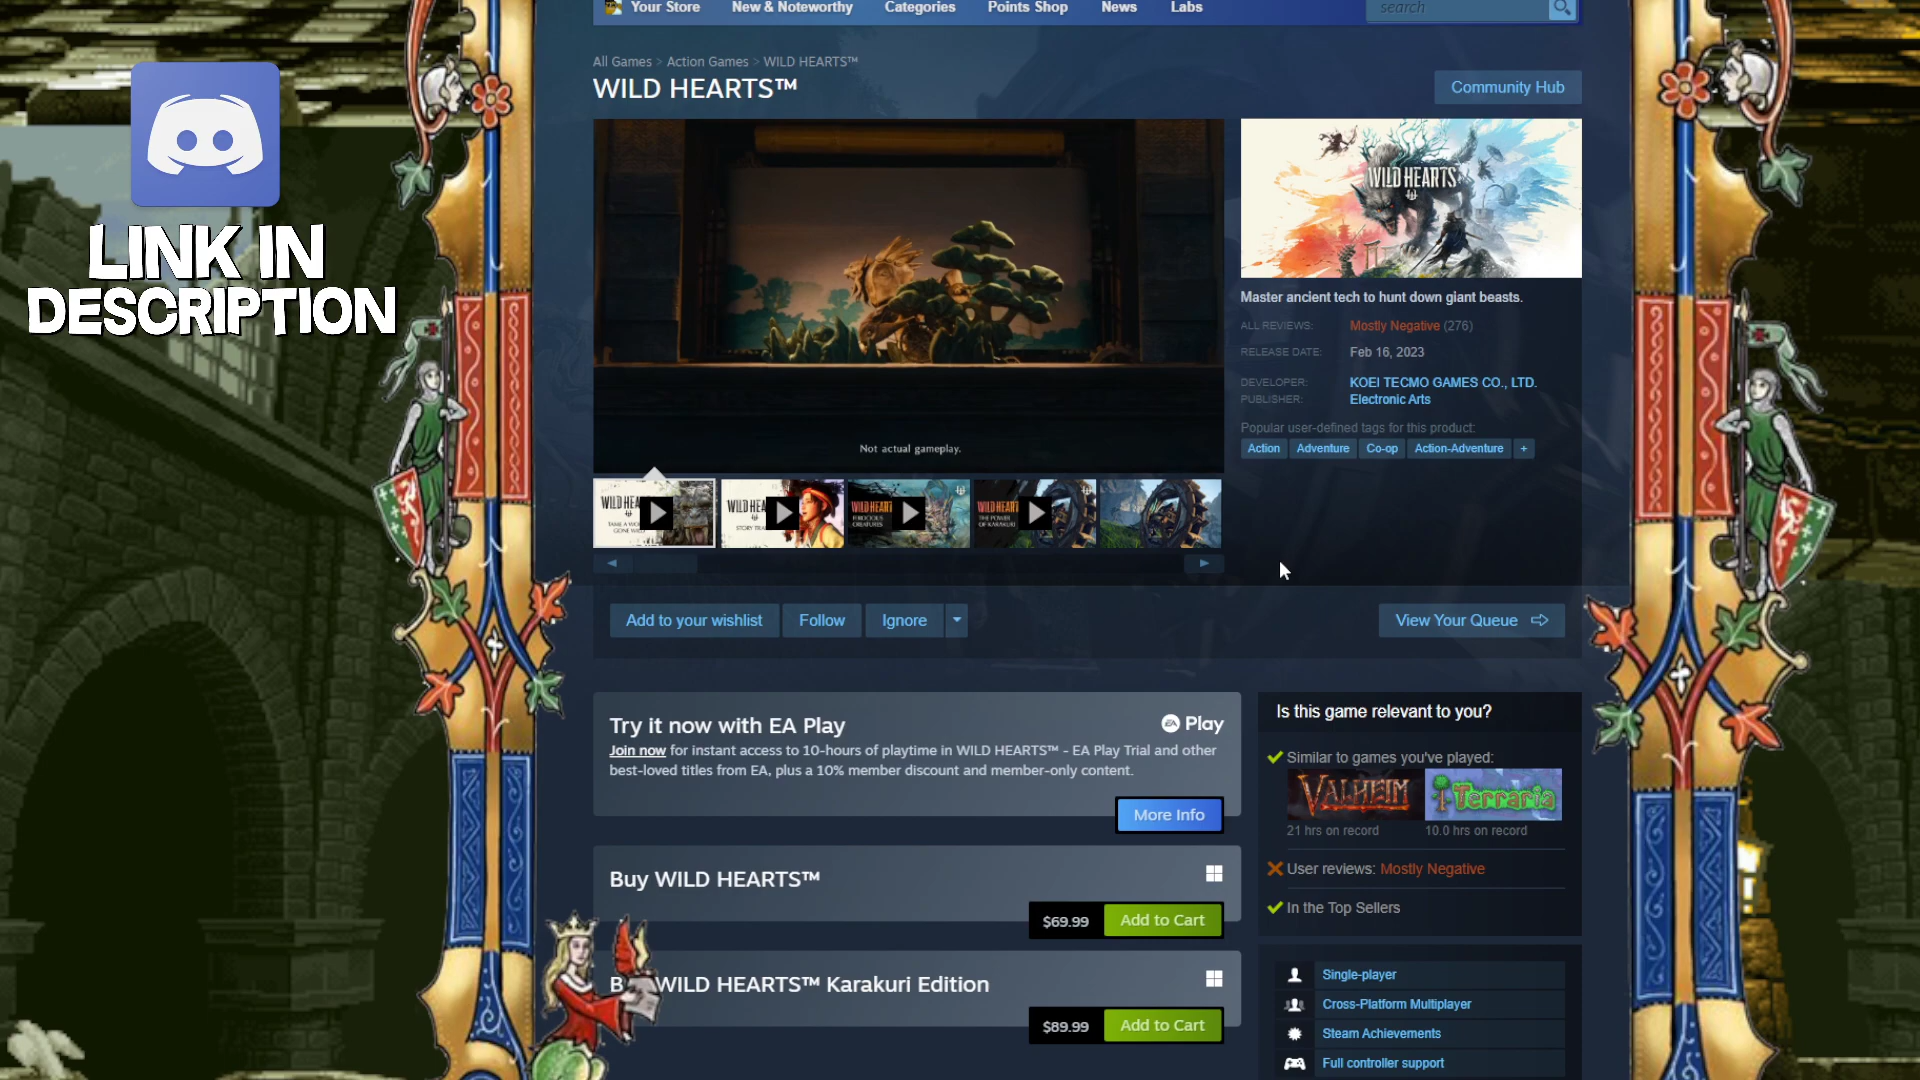 Your Store
New & Noteworthy
Categories
Points Shop
News
Labs
search
All Games > Action Games > WILD HEARTS™
WILD HEARTS™
Community Hub
LINK IN
DESCRIPTION
Not actual gameplay.
WILD HEARTS
Master ancient tech to hunt down giant beasts.
ALL REVIEWS: Mostly Negative (276)
RELEASE DATE: Feb 16, 2023
DEVELOPER: KOEI TECMO GAMES CO., LTD.
PUBLISHER: Electronic Arts
Popular user-defined tags for this product:
Action Adventure Co-op Action-Adventure +
Add to your wishlist
Follow
Ignore
View Your Queue
Try it now with EA Play
EA Play
Join now for instant access to 10-hours of playtime in WILD HEARTS™ - EA Play Trial and other
best-loved titles from EA, plus a 10% member discount and member-only content.
More Info
Buy WILD HEARTS™
$69.99
Add to Cart
WILD HEARTS™ Karakuri Edition
$89.99
Add to Cart
Is this game relevant to you?
Similar to games you've played:
VALHEIM
Terraria
21 hrs on record
10.0 hrs on record
User reviews: Mostly Negative
In the Top Sellers
Single-player
Cross-Platform Multiplayer
Steam Achievements
Full controller support